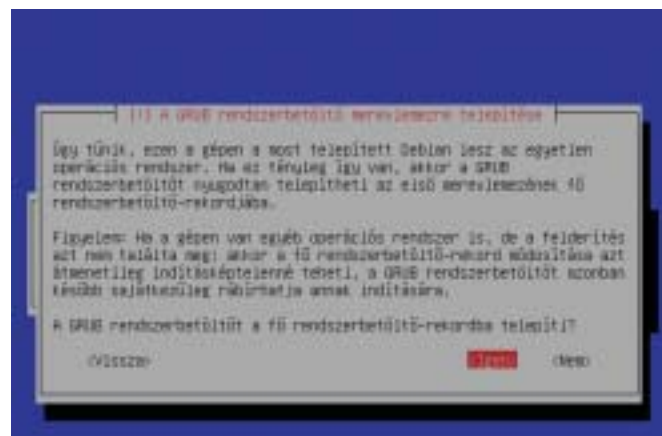 [!] A GRUB rendszerbetöltő merevlemezre telepítése
Úgy tűnik, ezen a gépen a most telepített Debian lesz az egyetlen
operációs rendszer. Ha ez tényleg így van, akkor a GRUB
rendszerbetöltőt nyugodtan telepítheti az első merevlemezének fő
rendszerbetöltő-rekordjába.
Figyelem: Ha a gépen van egyéb operációs rendszer is, de a felderítés
azt nem találta meg; akkor a fő rendszerbetöltő-rekord módosítása azt
átmenetileg indításképtelenné teheti, a GRUB rendszerbetöltőt azonban
később sajátkezűleg rábírhatja annak indítására.
A GRUB rendszerbetöltőt a fő rendszerbetöltő-rekordba telepíti?
<Vissza> <Igen> <Nem>